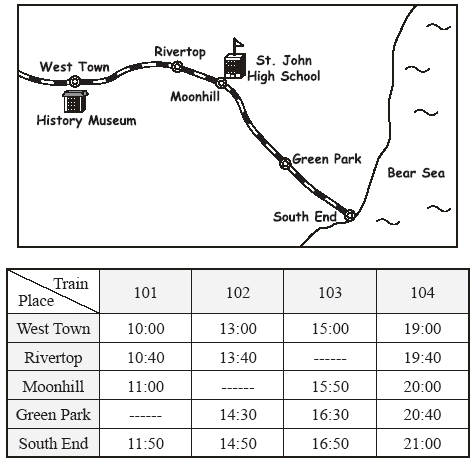 Rivertop
West Town
St. John
High School
Moonhill
History Museum
Green Park
Bear Sea
South End
Train
Place
101 102 103 104
West Town 10:00 13:00 15:00 19:00
Rivertop 10:40 13:40 ------ 19:40
Moonhill 11:00 ------ 15:50 20:00
Green Park ------ 14:30 16:30 20:40
South End 11:50 14:50 16:50 21:00